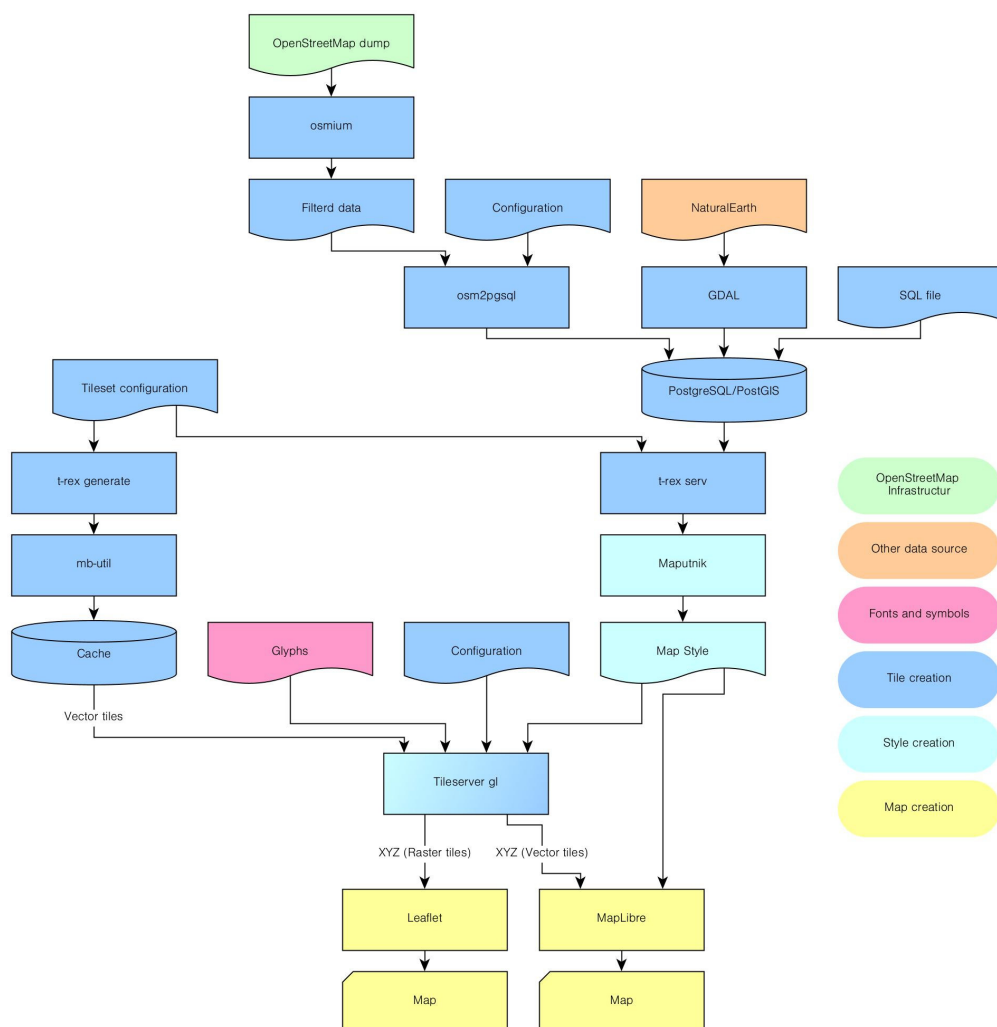 OpenStreetMap dump
osmium
Filterd data
Configuration
NaturalEarth
osm2pgsql
GDAL
SQL file
Tileset configuration
PostgreSQL/PostGIS
t-rex generate
t-rex serv
OpenStreetMap
Infrastructur
mb-util
Maputnik
Other data source
Cache
Glyphs
Configuration
Map Style
Fonts and symbols
Tile creation
Vector tiles
Style creation
Tileserver gl
Map creation
XYZ (Raster tiles)
XYZ (Vector tiles)
Leaflet
MapLibre
Map
Map